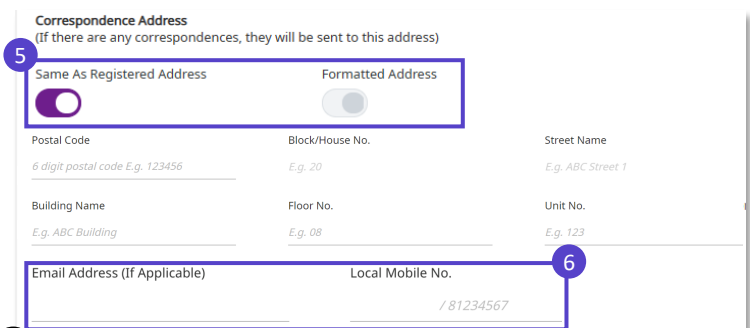 Correspondence Address
(If there are any correspondences, they will be sent to this address)
5
Same As Registered Address Formatted Address
Postal Code Block/House No. Street Name
6 digit postal code E.g. 123456 E.g. 20 E.g. ABC Street 1
Building Name Floor No. Unit No.
E.g. ABC Building E.g. 08 E.g. 123
6
Email Address (If Applicable) Local Mobile No.
/ 81234567